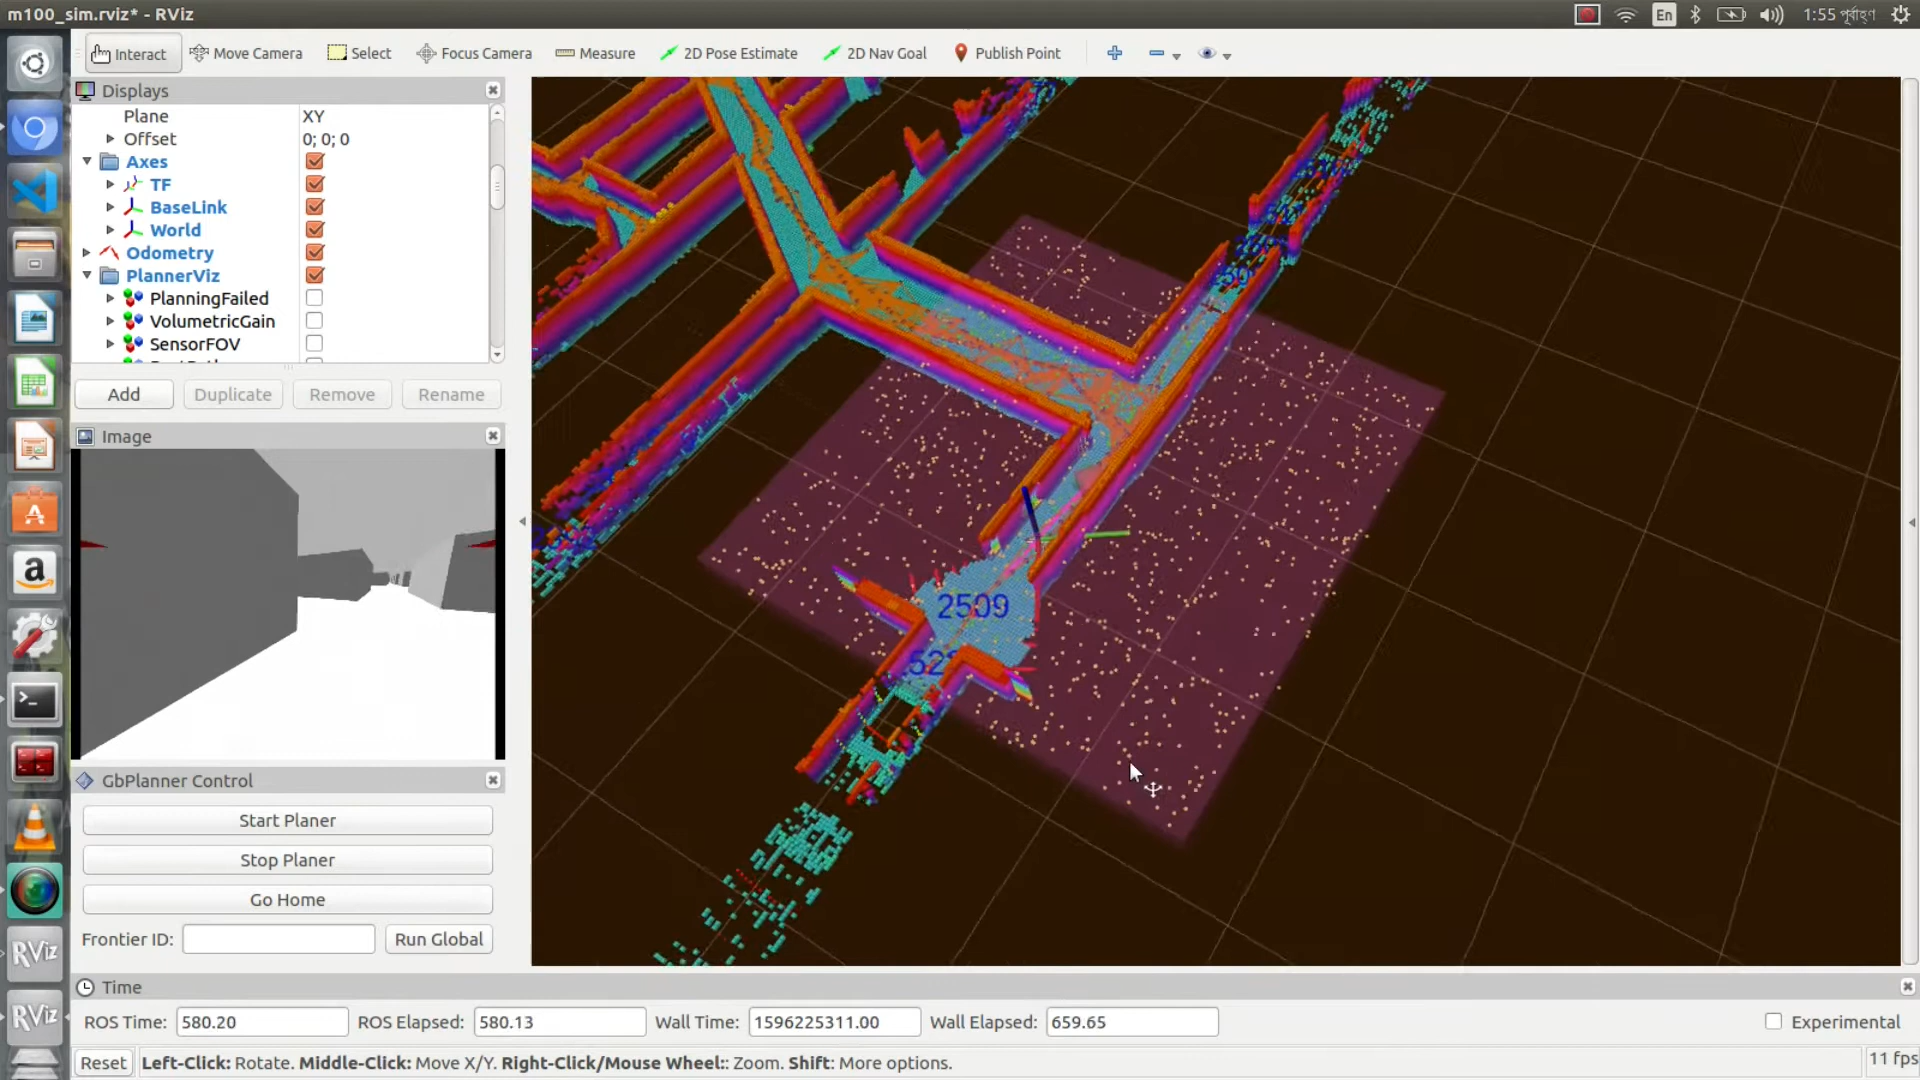 m100_sim.rviz* - RViz
En
1:55 পূর্বাহ্ণ
Interact
Move Camera
Select
Focus Camera
Measure
2D Pose Estimate
2D Nav Goal
Publish Point
Displays
Plane XY
Offset 0; 0; 0
Axes
TF
BaseLink
World
Odometry
PlannerViz
PlanningFailed
VolumetricGain
SensorFOV
Add
Duplicate
Remove
Rename
Image
2509
GbPlanner Control
Start Planer
Stop Planer
Go Home
Frontier ID:
Run Global
RViz
RViz
Time
ROS Time: 580.20
ROS Elapsed: 580.13
Wall Time: 1596225311.00
Wall Elapsed: 659.65
Experimental
Reset
Left-Click: Rotate. Middle-Click: Move X/Y. Right-Click/Mouse Wheel:: Zoom. Shift: More options.
11 fps